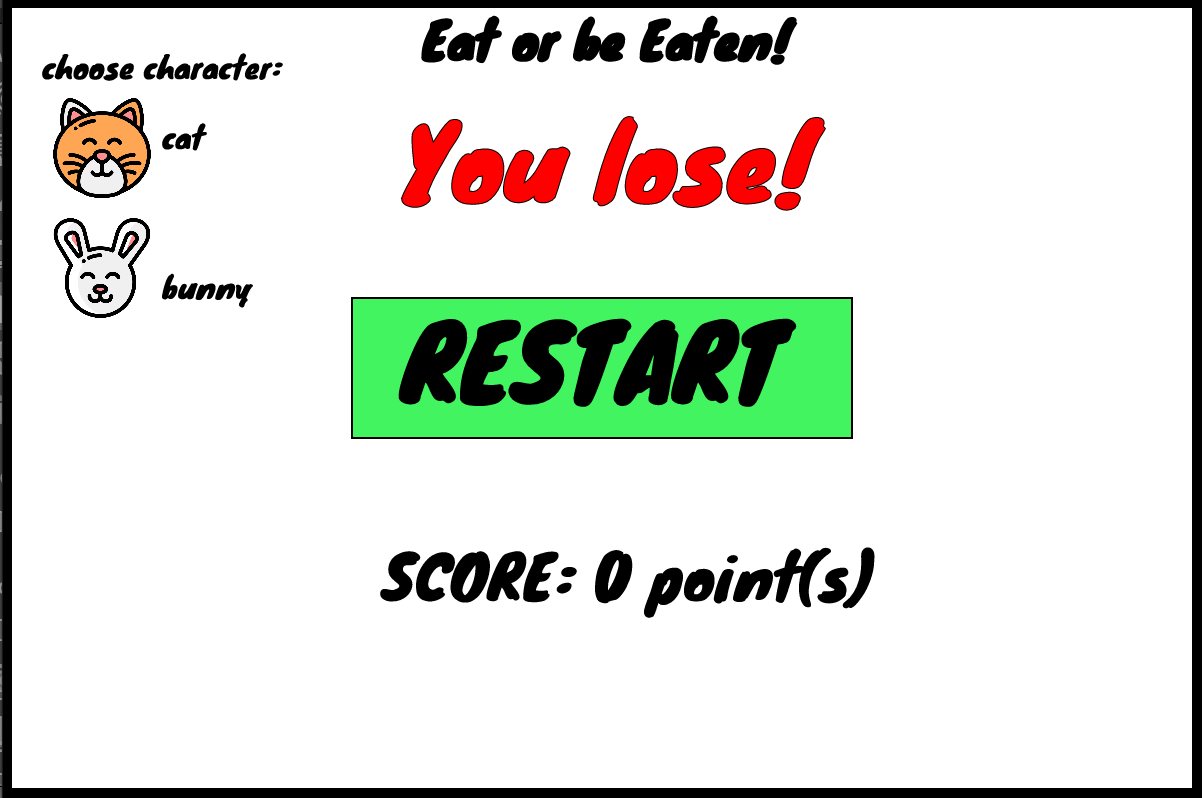 Eat or be Eaten!
choose character:
cat
bunny
You lose!
RESTART
SCORE: 0 point(s)